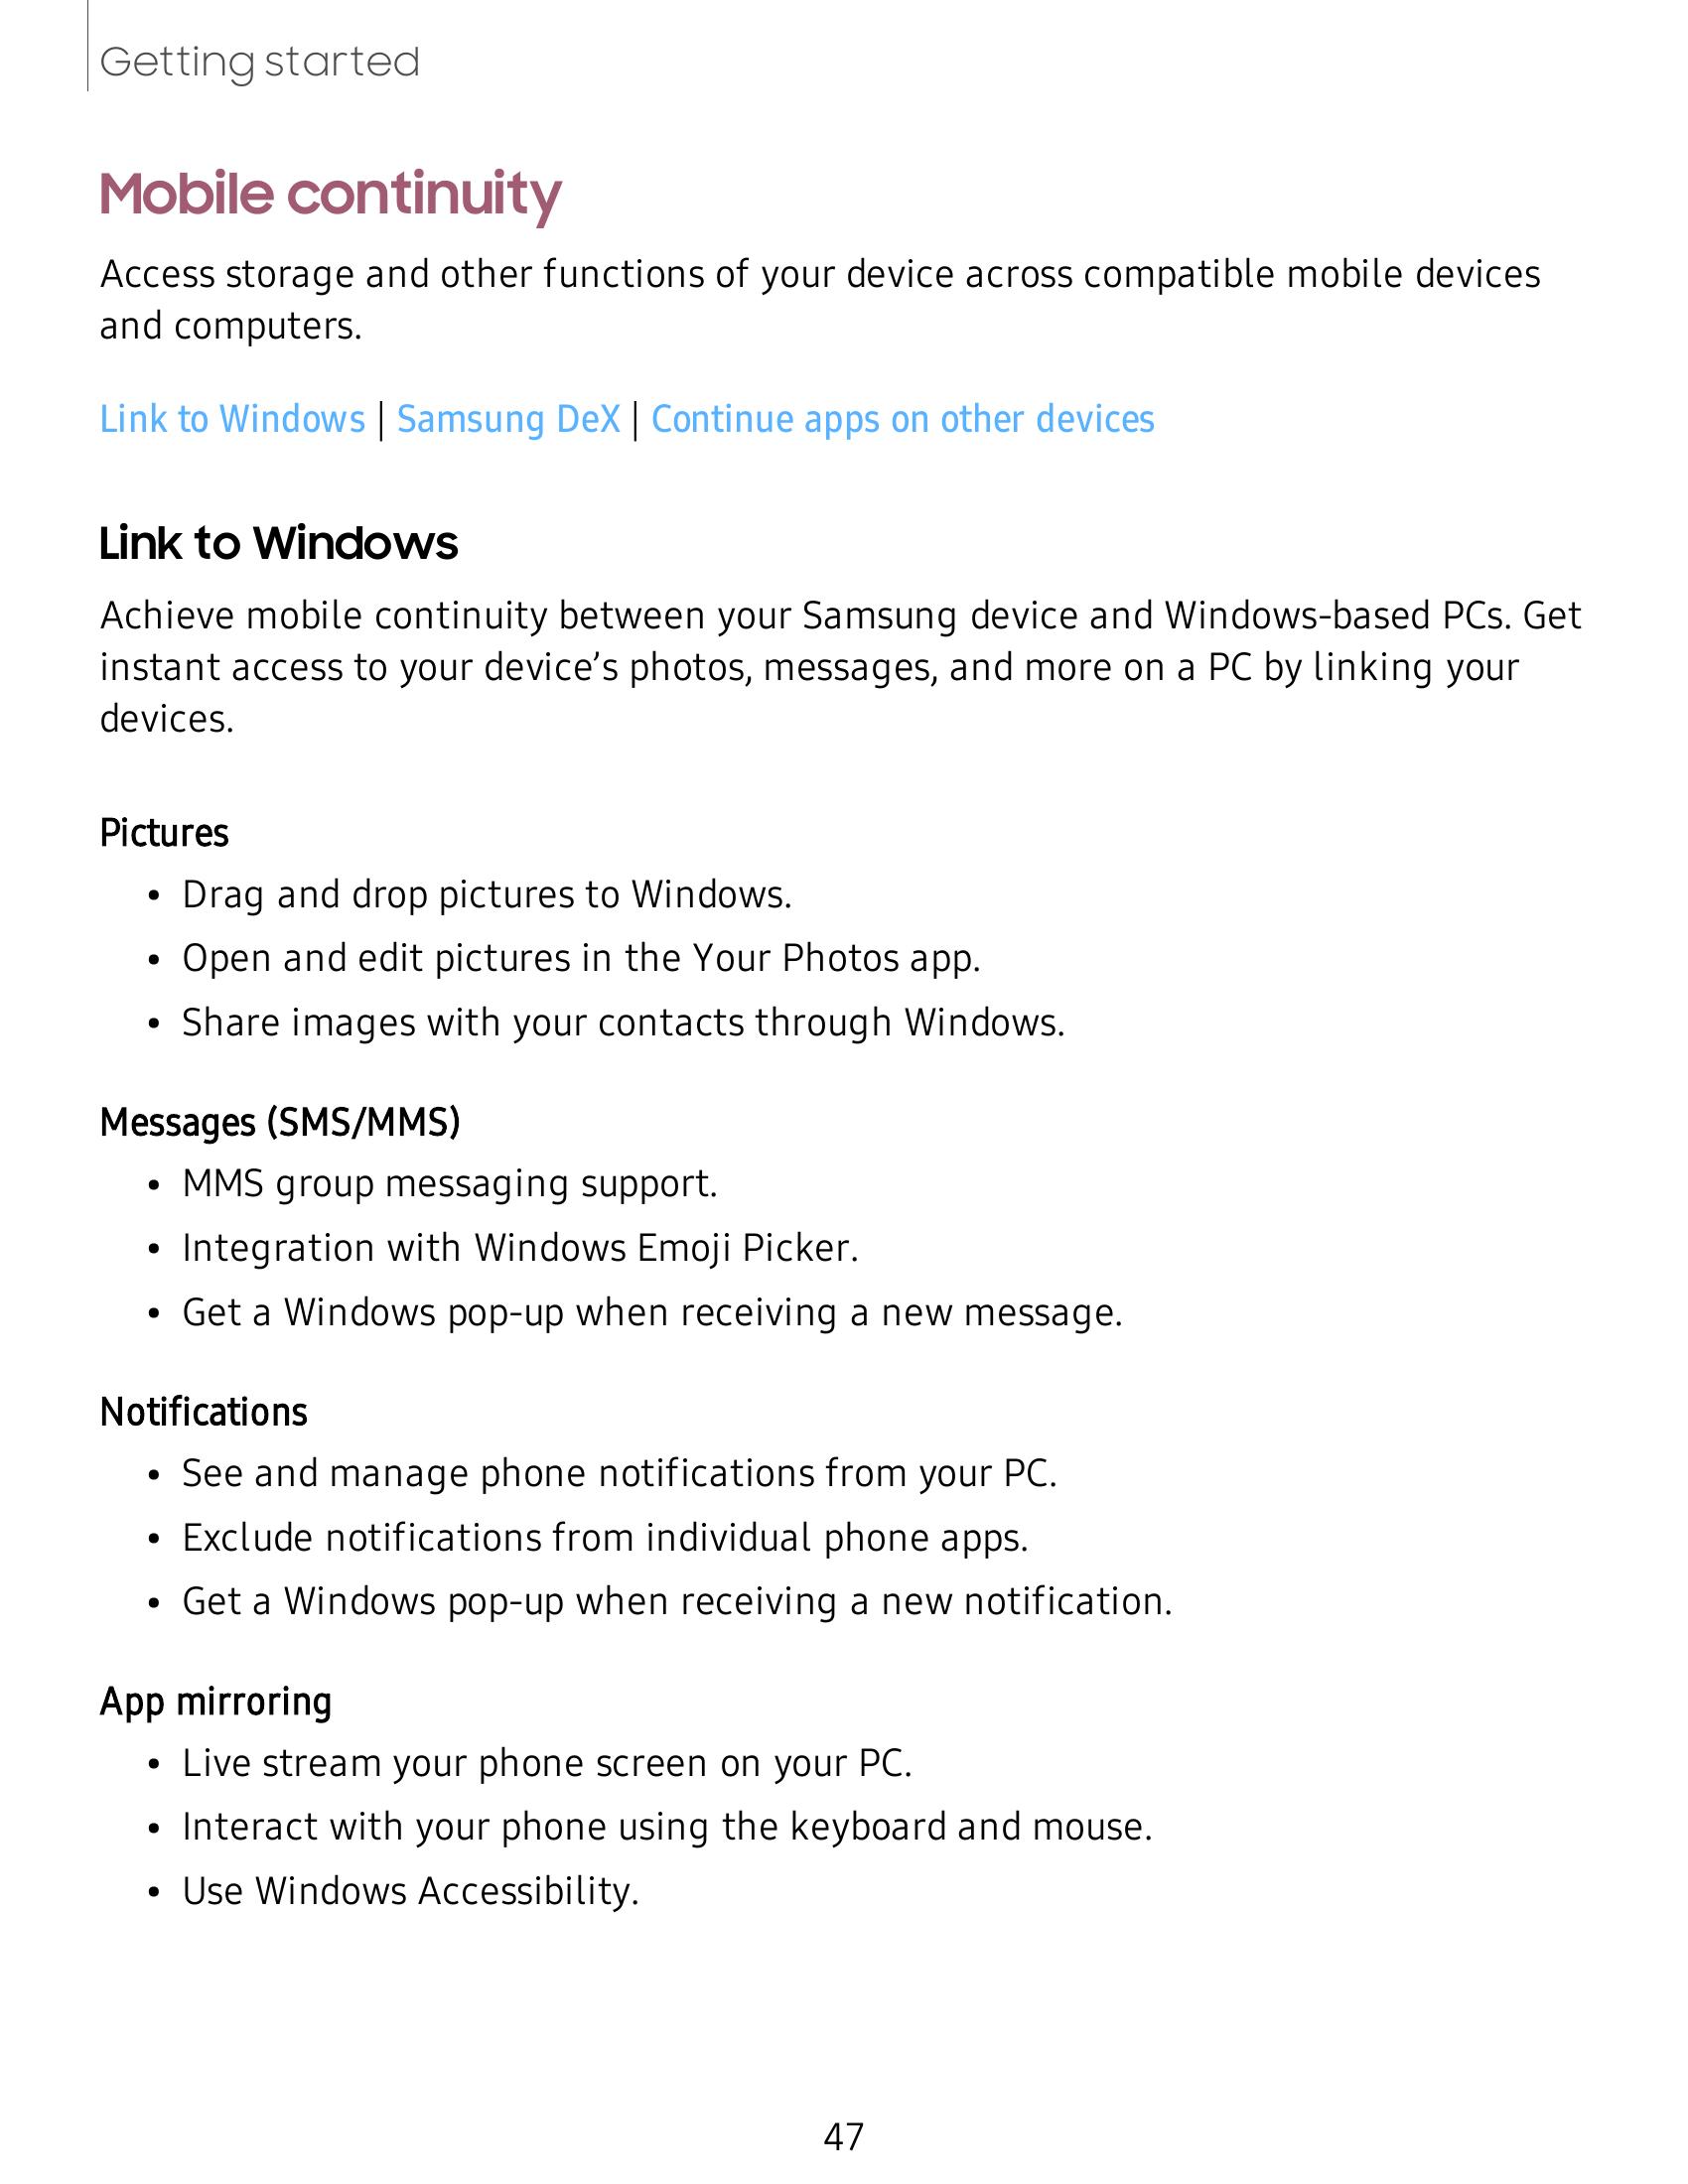 Getting started
Mobile continuity
Access storage and other functions of your device across compatible mobile devices
and computers.
Link to Windows | Samsung DeX | Continue apps on other devices
Link to Windows
Achieve mobile continuity between your Samsung device and Windows-based PCs. Get
instant access to your device’s photos, messages, and more on a PC by linking your
devices.
Pictures
• Drag and drop pictures to Windows.
• Open and edit pictures in the Your Photos app.
• Share images with your contacts through Windows.
Messages (SMS/MMS)
• MMS group messaging support.
• Integration with Windows Emoji Picker.
• Get a Windows pop-up when receiving a new message.
Notifications
• See and manage phone notifications from your PC.
• Exclude notifications from individual phone apps.
• Get a Windows pop-up when receiving a new notification.
App mirroring
• Live stream your phone screen on your PC.
• Interact with your phone using the keyboard and mouse.
• Use Windows Accessibility.
47